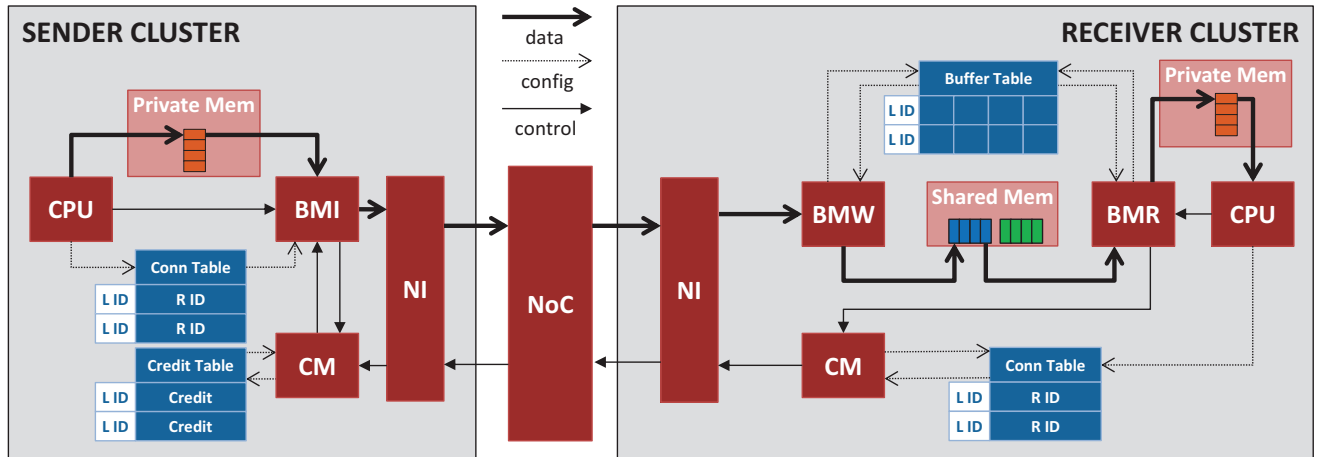 SENDER CLUSTER
data
config
control
RECEIVER CLUSTER
Private Mem
CPU
BMI
Conn Table
L ID R ID
L ID R ID
Credit Table
L ID Credit
L ID Credit
CM
NI
NoC
NI
Buffer Table
L ID
L ID
Private Mem
BMW
Shared Mem
BMR
CPU
CM
Conn Table
L ID R ID
L ID R ID